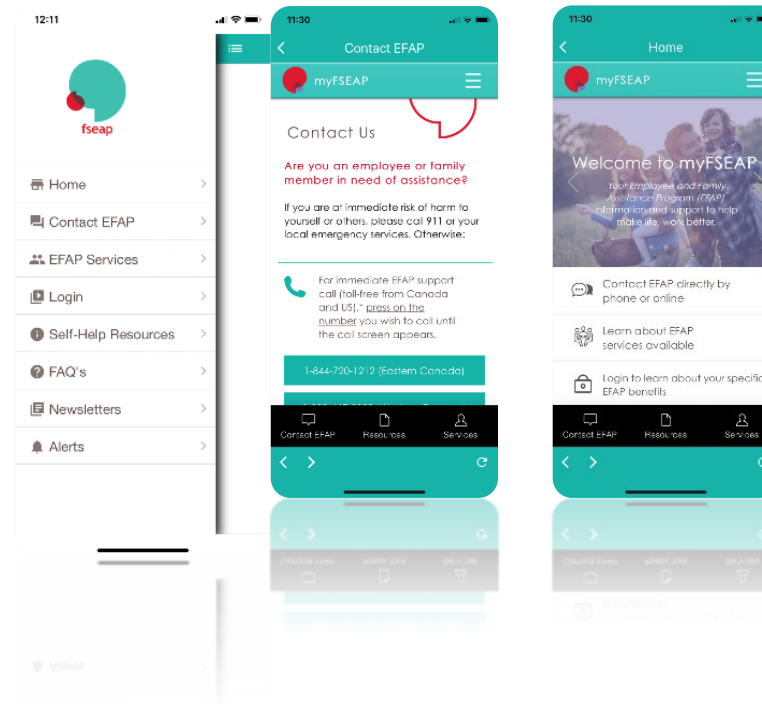 12:11
fseap
Home
Contact EFAP
EFAP Services
Login
Self-Help Resources
FAQ's
Newsletters
Alerts
11:30
Contact EFAP
myFSEAP
Contact Us
Are you an employee or family
member in need of assistance?
If you are at immediate risk of harm to
yourself or others, please call 911 or your
local emergency services. Otherwise:
For immediate EFAP support
call (toll-free from Canada
and US),* press on the
number you wish to call until
the call screen appears.
1-844-720-1212 (Eastern Canada)
Contact EFAP
Resources
Services
11:30
Home
myFSEAP
Welcome to myFSEAP
Your Employee and Family
Assistance Program (EFAP)
information and support to help
make life, work better.
Contact EFAP directly by
phone or online
Learn about EFAP
services available
Login to learn about your specific
EFAP benefits
Contact EFAP
Resources
Services